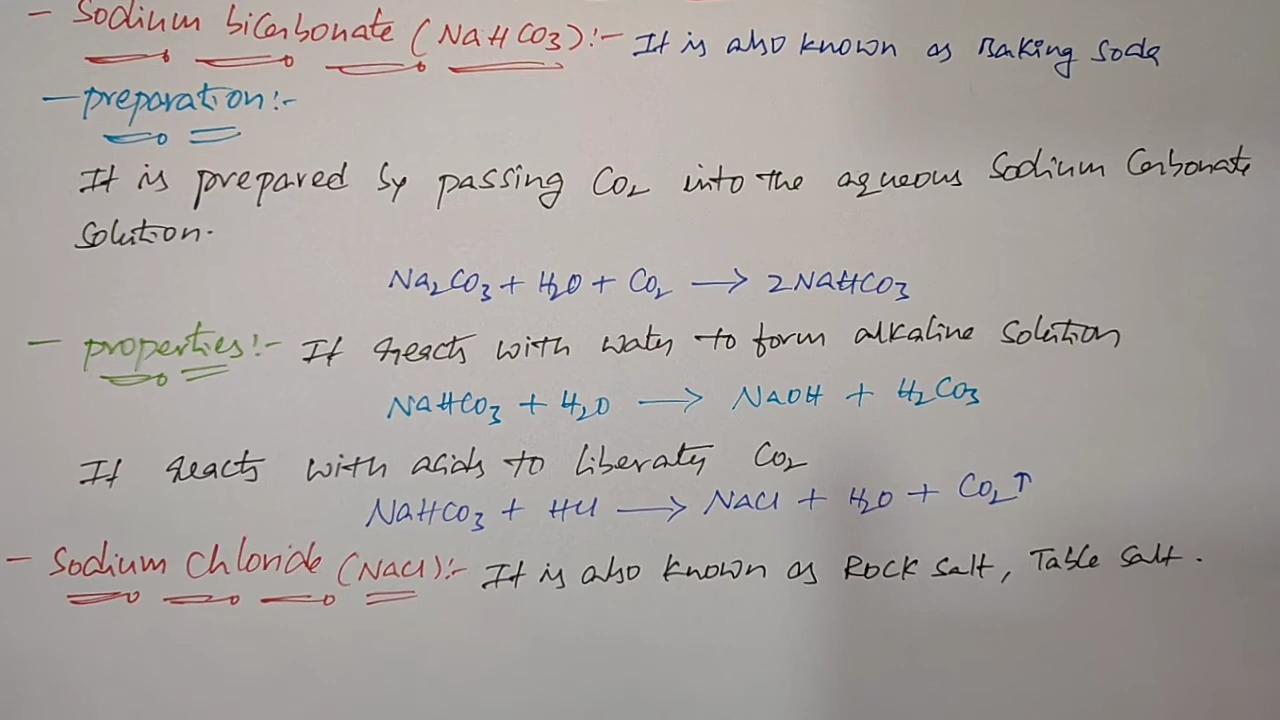 - Sodium bicarbonate (NaHCO3):- It is also known as Baking Soda
- preparation:-
It is prepared by passing CO2 into the aqueous Sodium Carbonate
Solution.
Na2CO3 + H2O + CO2 → 2NaHCO3
- properties:- It reacts with water to form alkaline Solution
NaHCO3 + H2O → NaOH + H2CO3
It reacts with acids to liberates CO2
NaHCO3 + HCl → NaCl + H2O + CO2↑
- Sodium Chloride (NaCl):- It is also known as Rock Salt, Table Salt.